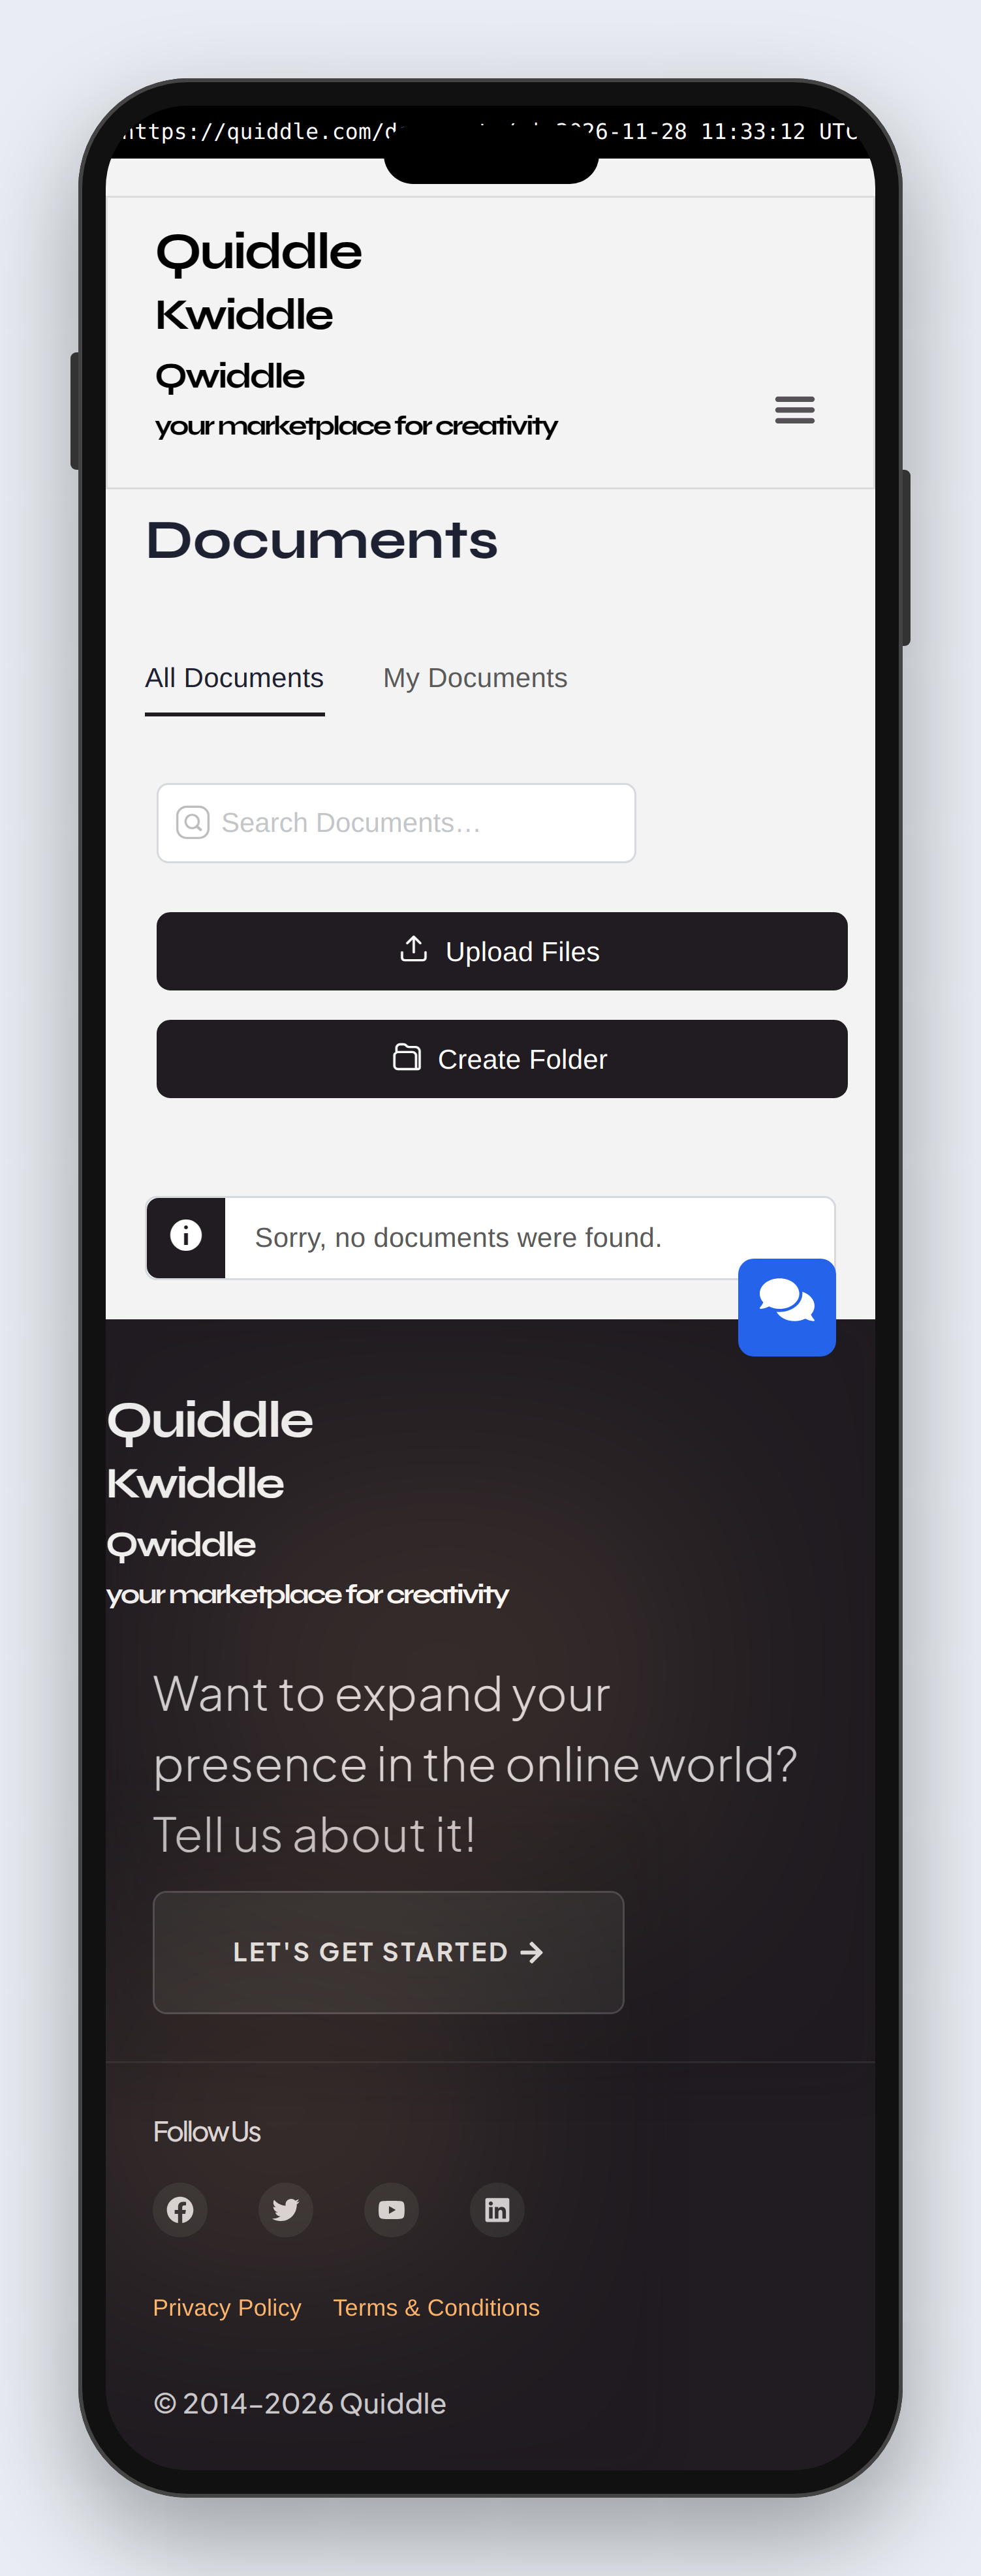 https://quiddle.com/d 26-11-28 11:33:12 UTC
Quiddle
Kwiddle
Qwiddle
your marketplace for creativity
Documents
All Documents My Documents
Search Documents…
Upload Files
Create Folder
Sorry, no documents were found.
Quiddle
Kwiddle
Qwiddle
your marketplace for creativity
Want to expand your
presence in the online world?
Tell us about it!
LET'S GET STARTED →
Follow Us
Privacy Policy Terms & Conditions
© 2014–2026 Quiddle